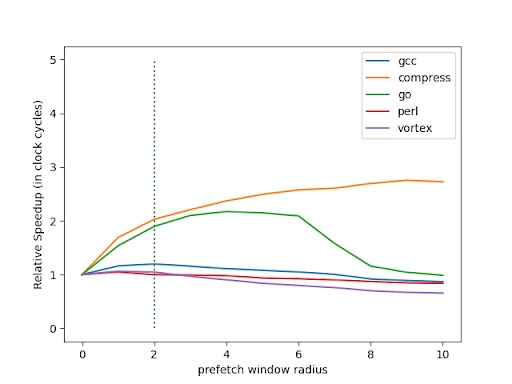 Relative Speedup (in clock cycles)
5
4
3
2
1
0
gcc
compress
go
perl
vortex
0 2 4 6 8 10
prefetch window radius